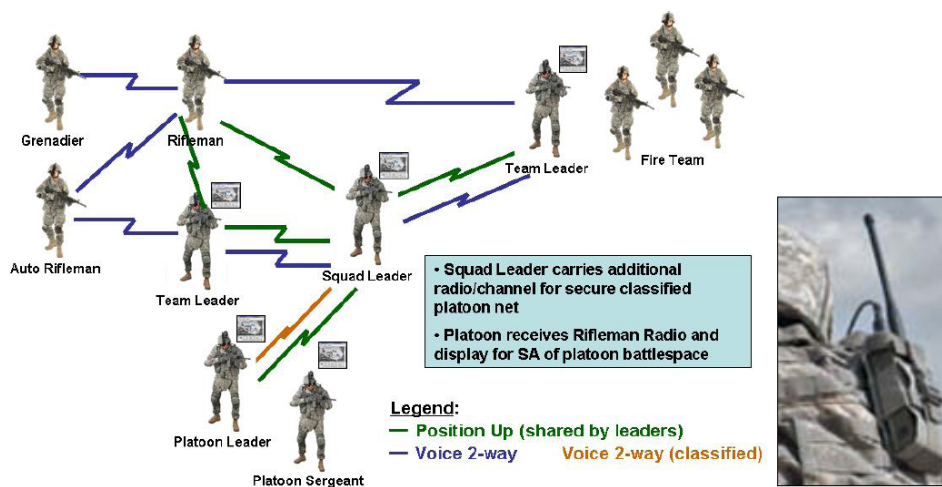 Grenadier
Rifleman
Team Leader
Fire Team
Auto Rifleman
Team Leader
Squad Leader
• Squad Leader carries additional
radio/channel for secure classified
platoon net
• Platoon receives Rifleman Radio and
display for SA of platoon battlespace
Platoon Leader
Platoon Sergeant
Legend:
Position Up (shared by leaders)
Voice 2-way Voice 2-way (classified)